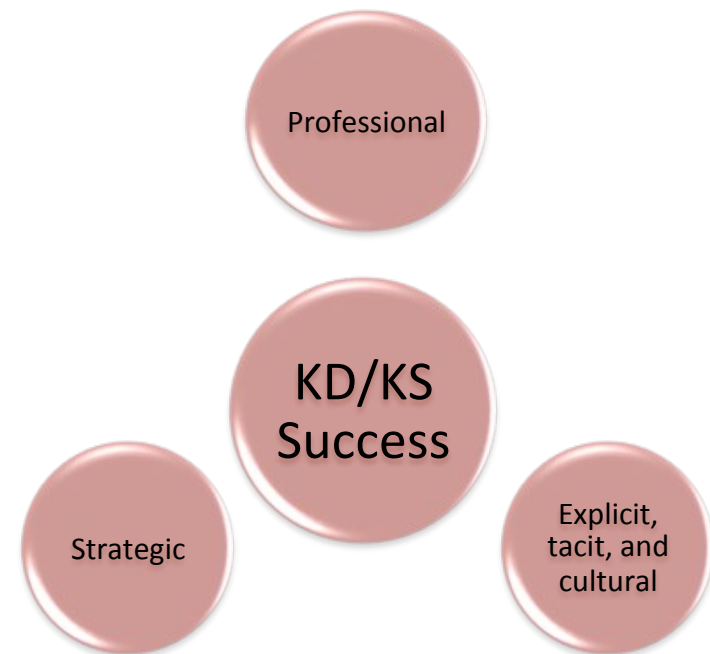 Professional
KD/KS
Success
Strategic
Explicit,
tacit, and
cultural